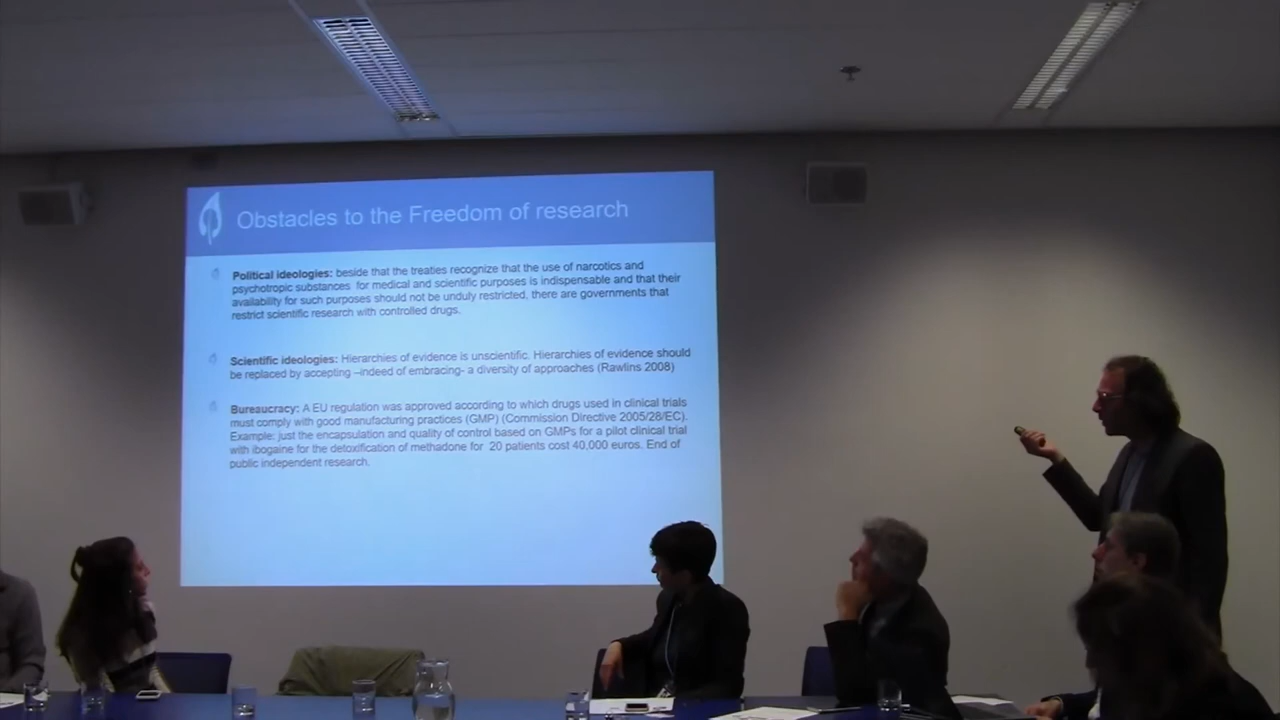 Obstacles to the Freedom of research
Political ideologies: beside that the treaties recognize that the use of narcotics and
psychotropic substances for medical and scientific purposes is indispensable and that their
availability for such purposes should not be unduly restricted, there are governments that
restrict scientific research with controlled drugs.
Scientific ideologies: Hierarchies of evidence is unscientific. Hierarchies of evidence should
be replaced by accepting –indeed of embracing- a diversity of approaches (Rawlins 2008)
Bureaucracy: A EU regulation was approved according to which drugs used in clinical trials
must comply with good manufacturing practices (GMP) (Commission Directive 2005/28/EC).
Example: just the encapsulation and quality of control based on GMPs for a pilot clinical trial
with ibogaine for the detoxification of methadone for 20 patients cost 40,000 euros. End of
public independent research.